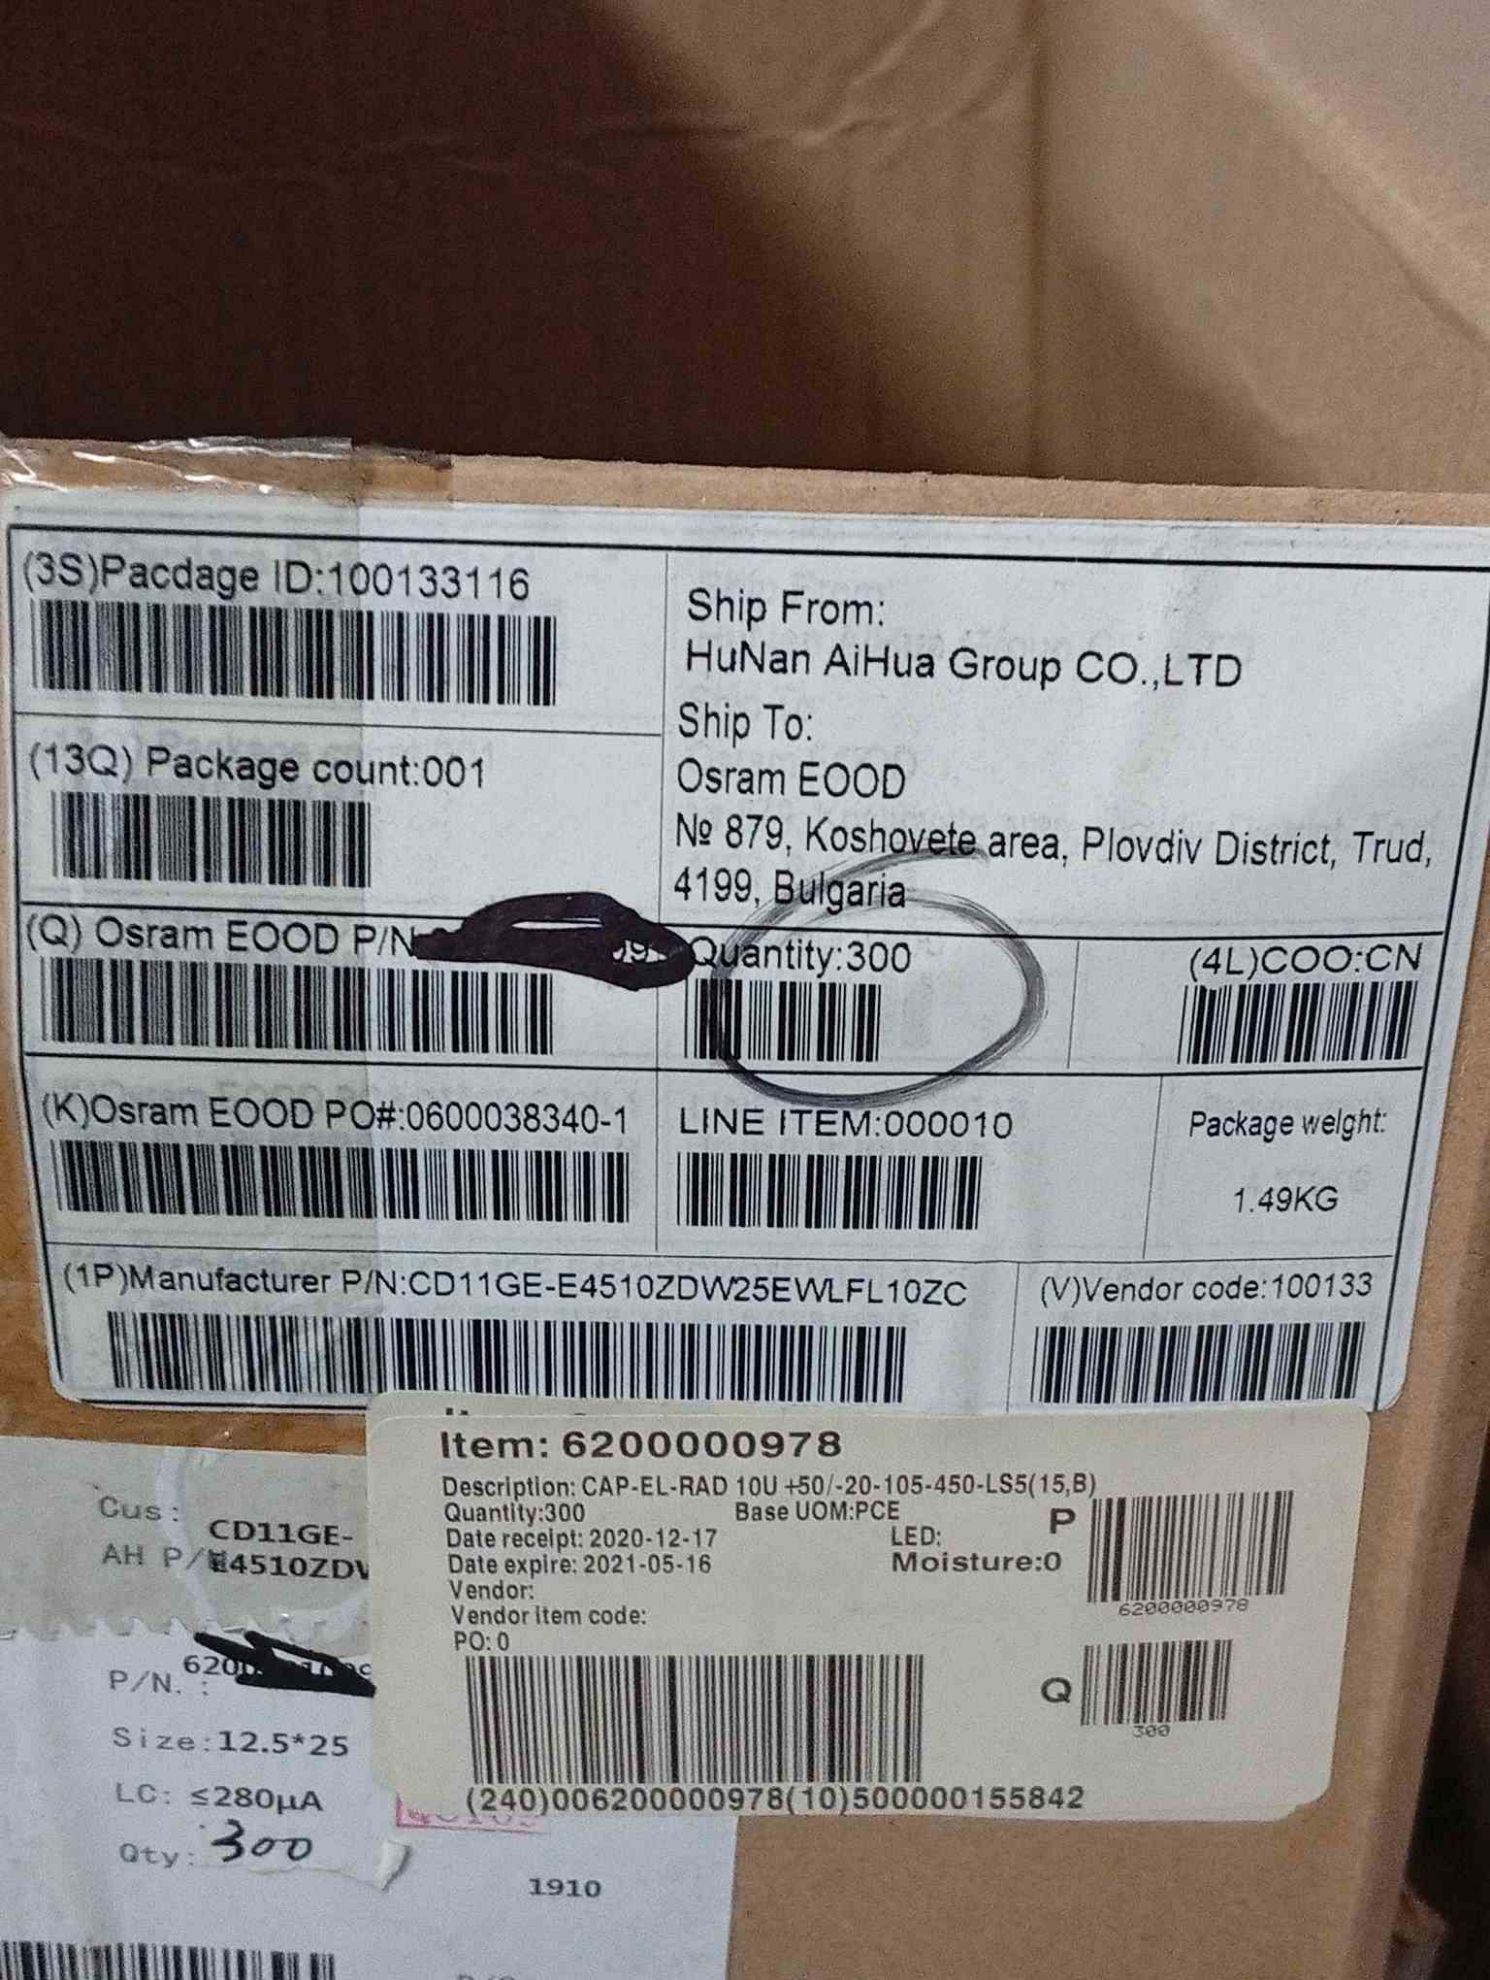 (3S)Pacdage ID:100133116
Ship From:
HuNan AiHua Group CO.,LTD
Ship To:
Osram EOOD
№ 879, Koshovete area, Plovdiv District, Trud,
4199, Bulgaria
(13Q) Package count:001
(Q) Osram EOOD P/N
Quantity:300
(4L)COO:CN
(K)Osram EOOD PO#:0600038340-1
LINE ITEM:000010
Package welght:
1.49KG
(1P)Manufacturer P/N:CD11GE-E4510ZDW25EWLFL10ZC
(V)Vendor code:100133
Item: 6200000978
Description: CAP-EL-RAD 10U +50/-20-105-450-LS5(15,B)
Quantity:300 Base UOM:PCE
Date receipt: 2020-12-17 LED:
Date expire: 2021-05-16 Moisture:0
Vendor:
Vendor item code:
PO: 0
P
6200000978
Q
300
(240)006200000978(10)500000155842
Cus:
CD11GE-
AH P/
E4510ZDW
P/N. :
Size:12.5*25
LC: ≤280μA
Qty: 300
1910